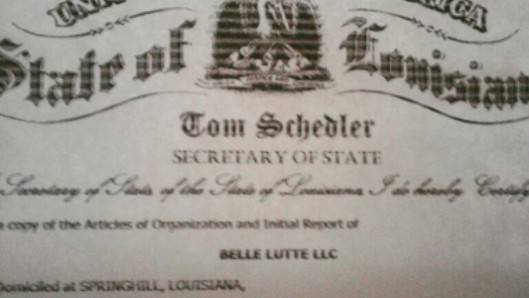 State of Louisiana
Tom Schedler
SECRETARY OF STATE
Secretary of State, of the State of Louisiana, I do hereby Certify
a copy of the Articles of Organization and Initial Report of
BELLE LUTTE LLC
Domiciled at SPRINGHILL, LOUISIANA,